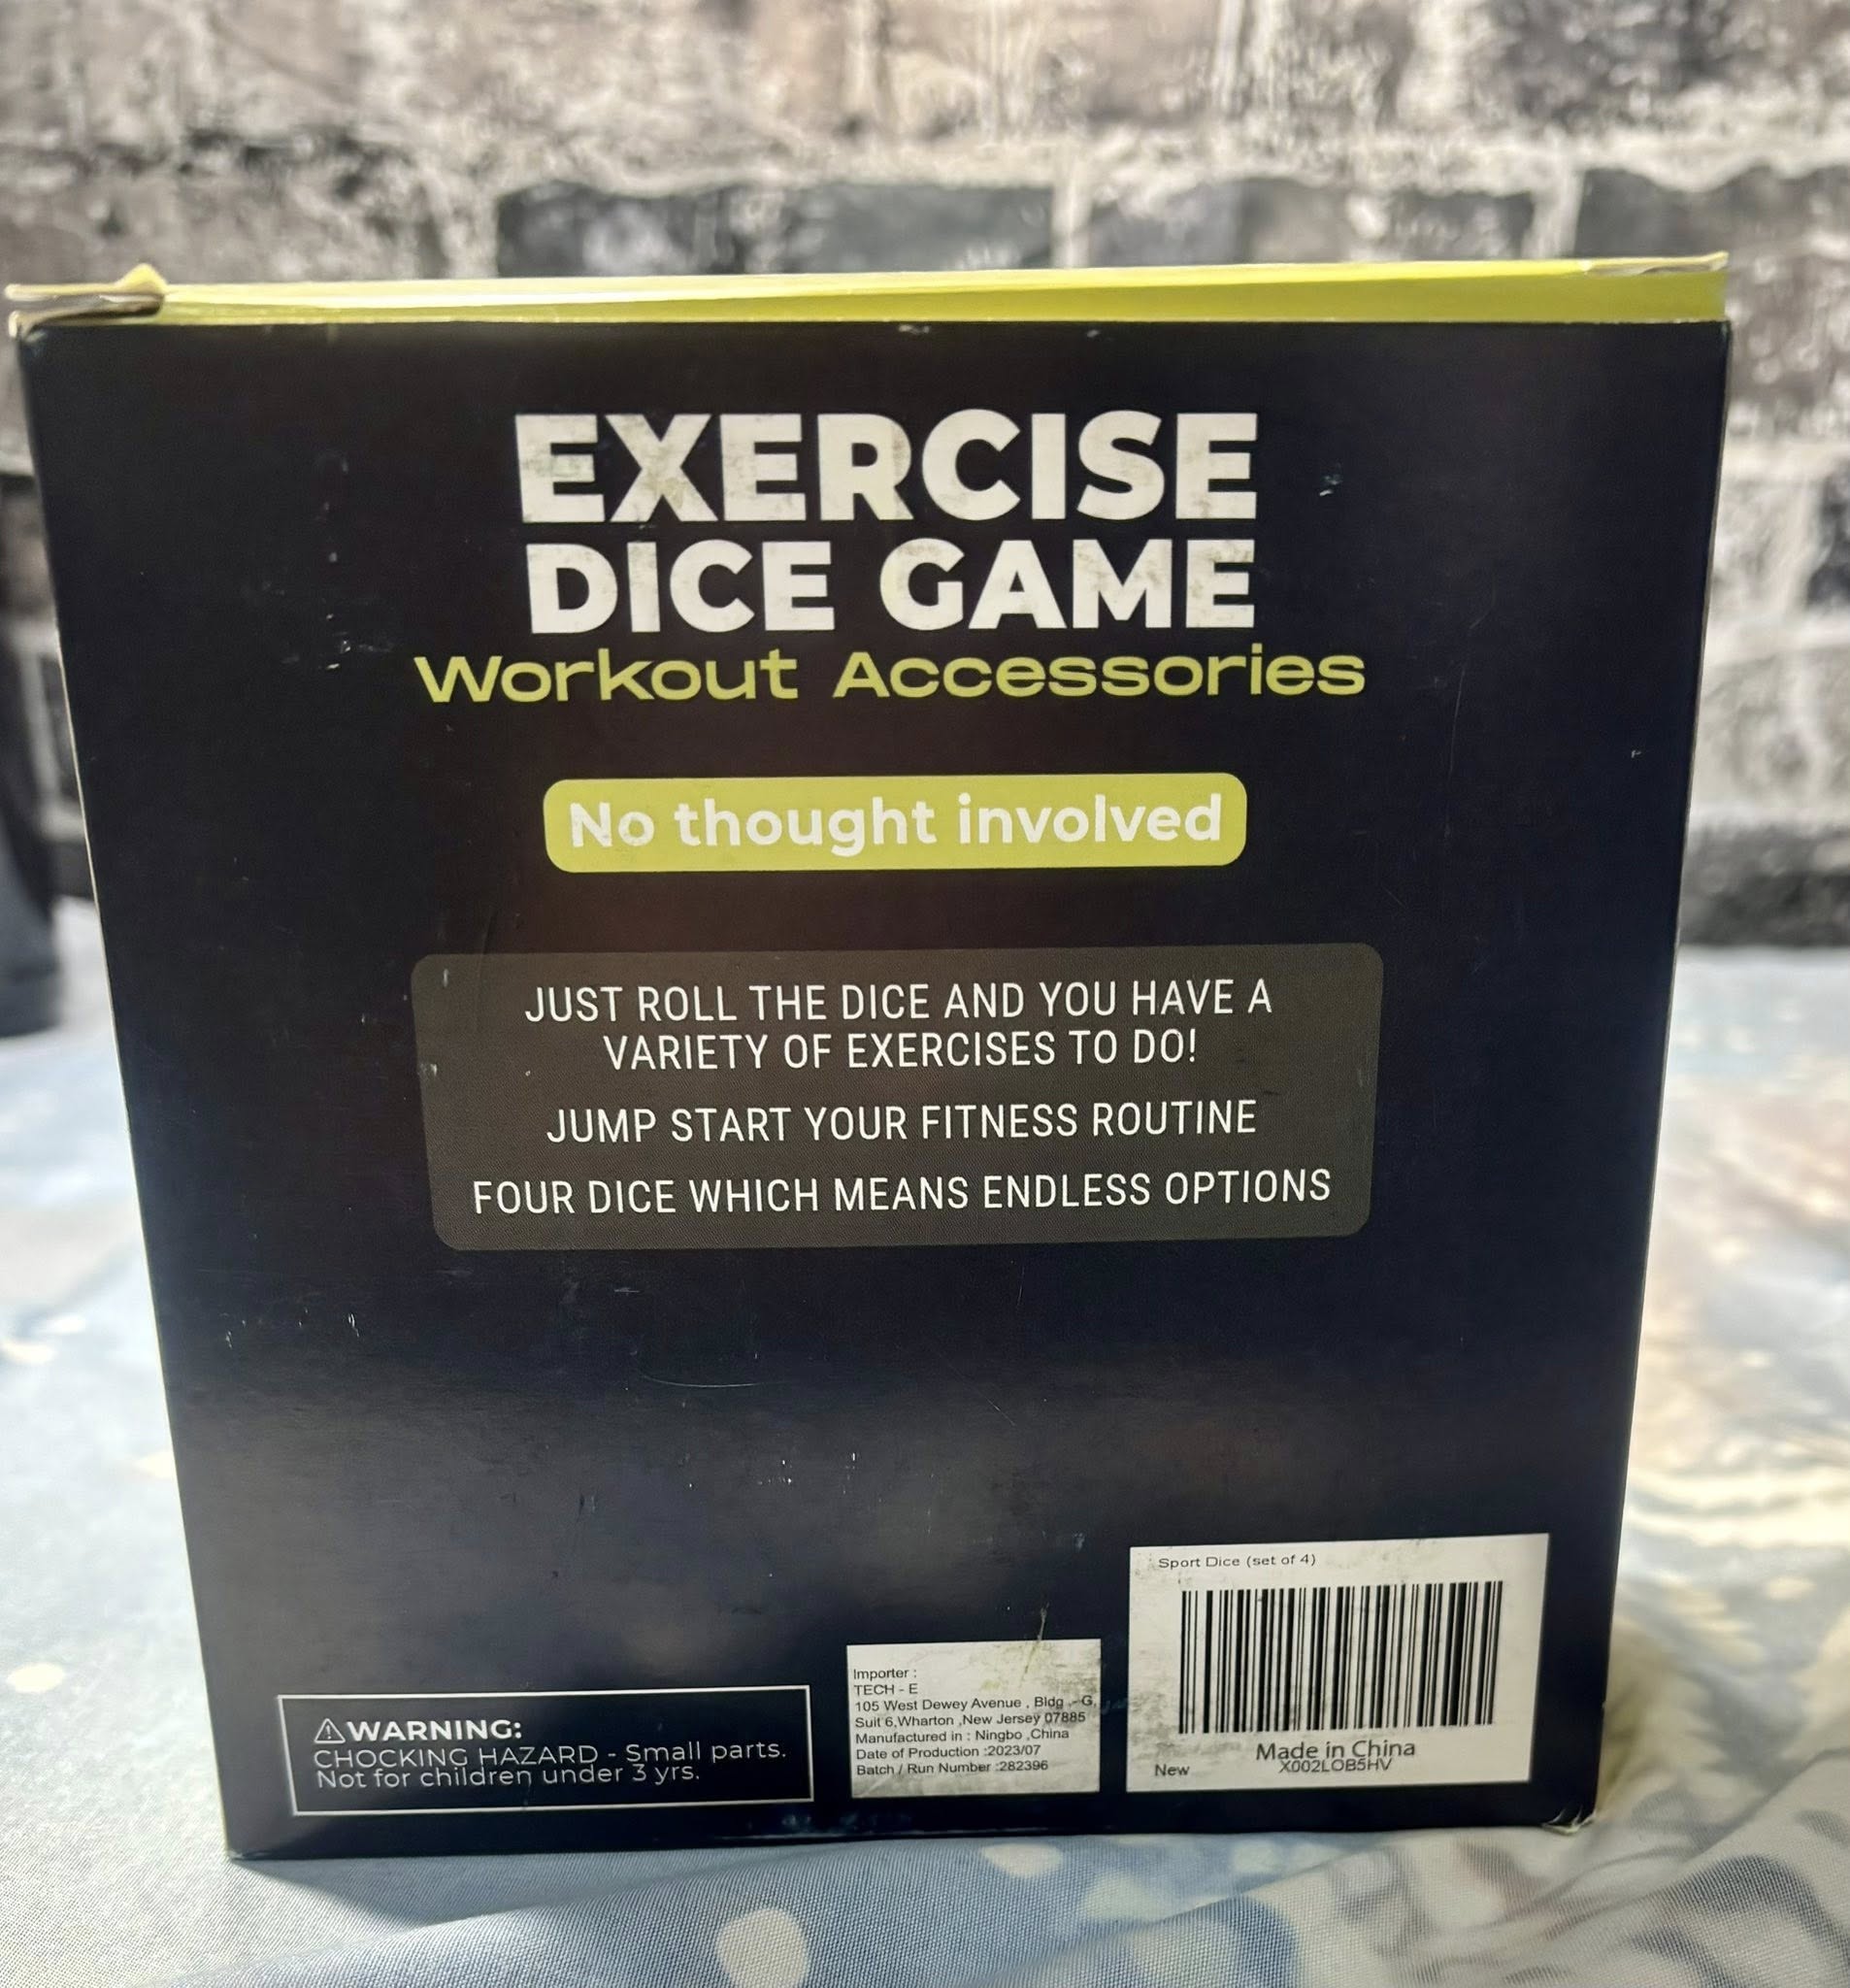 EXERCISE
DICE GAME
Workout Accessories
No thought involved
JUST ROLL THE DICE AND YOU HAVE A
VARIETY OF EXERCISES TO DO!
JUMP START YOUR FITNESS ROUTINE
FOUR DICE WHICH MEANS ENDLESS OPTIONS
⚠WARNING:
CHOCKING HAZARD - Small parts.
Not for children under 3 yrs.
Importer :
TECH - E
105 West Dewey Avenue , Bldg .- G,
Suit 6,Wharton ,New Jersey 07885
Manufactured in : Ningbo ,China
Date of Production :2023/07
Batch / Run Number :282396
Sport Dice (set of 4)
Made in China
X002LOB5HV
New